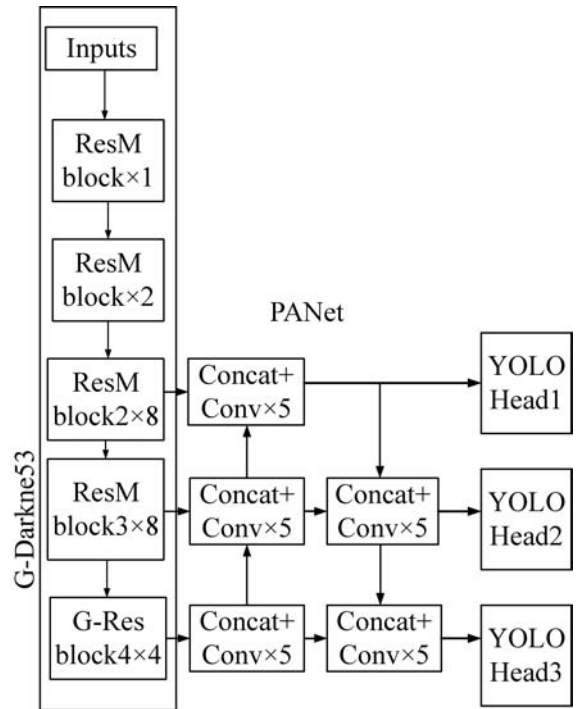 Inputs
ResM
block×1
ResM
block×2
ResM
block2×8
ResM
block3×8
G-Res
block4×4
G-Darkne53
PANet
Concat+
Conv×5
Concat+
Conv×5
Concat+
Conv×5
Concat+
Conv×5
Concat+
Conv×5
YOLO
Head1
YOLO
Head2
YOLO
Head3